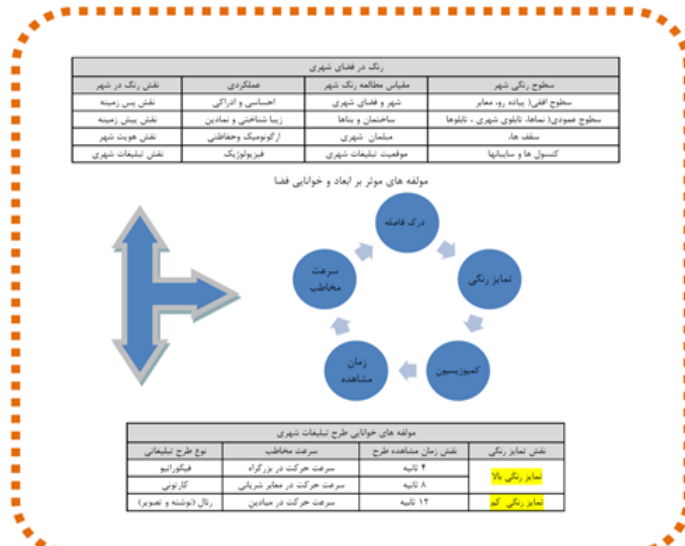 رنگ در فضای شهری
سطوح رنگی شهر	مقیاس مطالعه رنگ شهر	عملکردی	نقش رنگ در شهر
سطوح افقی( پیاده رو، معابر	شهر و فضای شهری	احساسی و ادراکی	نقش پس زمینه
سطوح عمودی( نماها، تابلوی شهری ، تابلوها	ساختمان و بناها	زیبا شناختی و نمادین	نقش پیش زمینه
سقف ها،	مبلمان شهری	ارگونومیک وحفاظتی	نقش هویت شهر
کنسول ها و سایبانها	موقعیت تبلیغات شهری	فیزیولوژیک	نقش تبلیغات شهری
مولفه های موثر بر ابعاد و خوانایی فضا
درک فاصله
تمایز رنگی
کمپوزیسیون
زمان
مشاهده
سرعت
مخاطب
مولفه های خوانایی طرح تبلیغات شهری
نقش تمایز رنگی	نقش زمان مشاهده طرح	سرعت مخاطب	نوع طرح تبلیغاتی
تمایز رنگی بالا	۴ ثانیه	سرعت حرکت در بزرگراه	فیگوراتیو
۸ ثانیه	سرعت حرکت در معابر شریانی	کارتونی
تمایز رنگی کم	۱۲ ثانیه	سرعت حرکت در میادین	رئال (نوشته و تصویر)